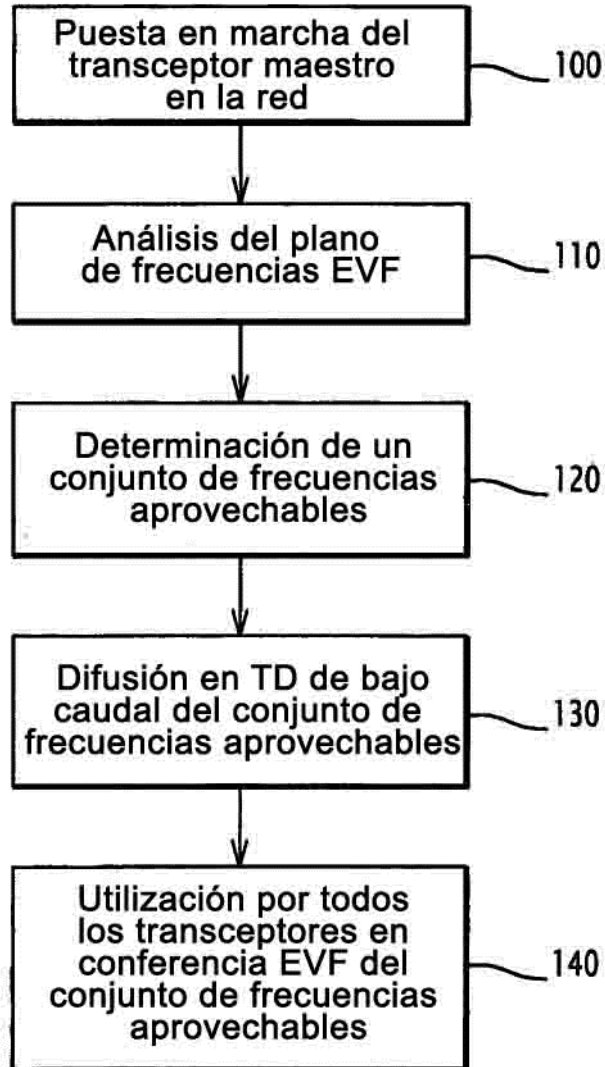 Puesta en marcha del
transceptor maestro
en la red
100
Análisis del plano
de frecuencias EVF
110
Determinación de un
conjunto de frecuencias
aprovechables
120
Difusión en TD de bajo
caudal del conjunto de
frecuencias aprovechables
130
Utilización por todos
los transceptores en
conferencia EVF del
conjunto de frecuencias
aprovechables
140